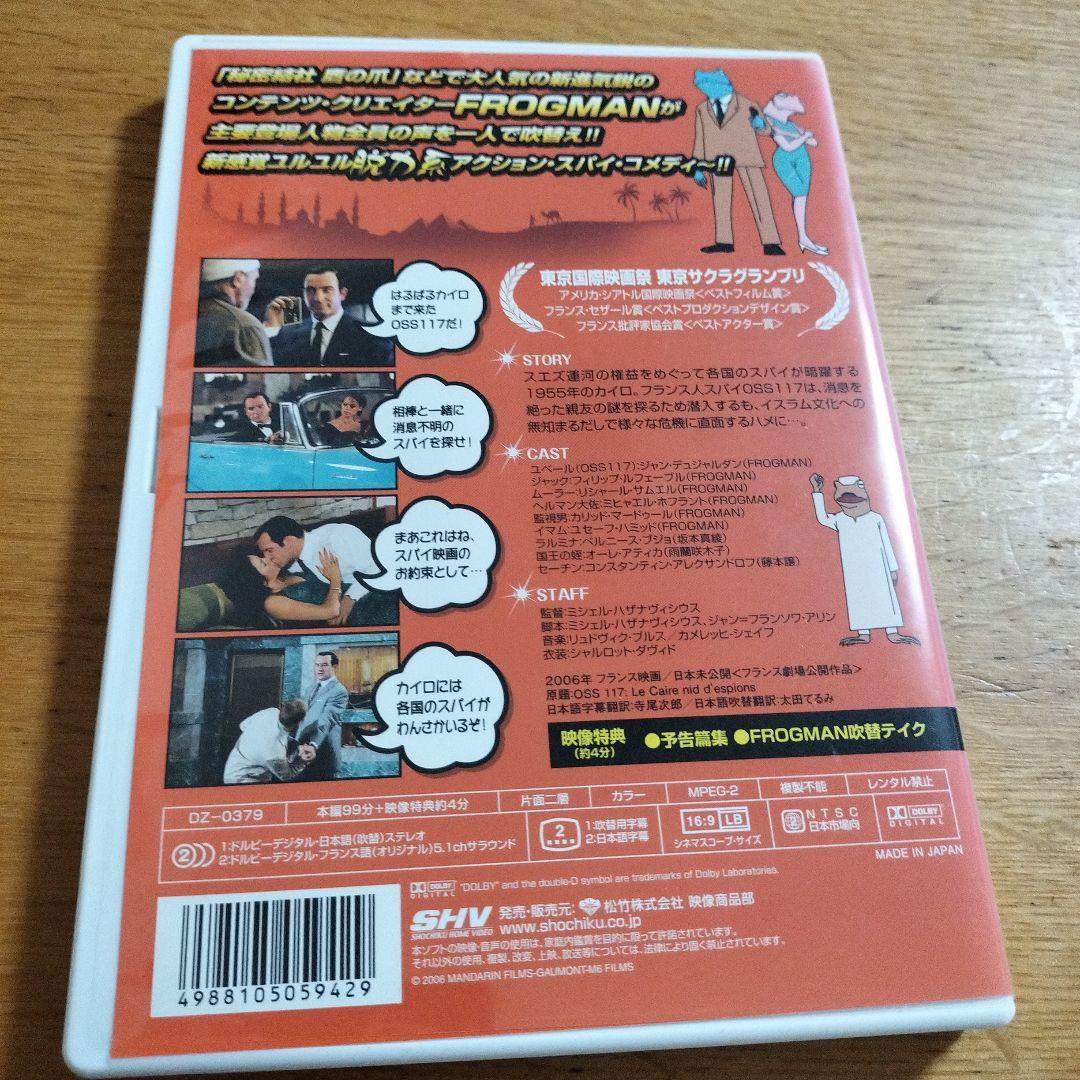 「秘密結社 鷹の爪」などで大人気の新進気鋭の
コンテンツ・クリエイターFROGMANが
主要登場人物全員の声を一人で吹替え!!
新感覚ユルユル脱力系アクション・スパイ・コメディ〜!!
はるばるカイロ
まで来た
OSS117だ!
相棒と一緒に
消息不明の
スパイを探せ!
まあこれはね、
スパイ映画の
お約束として…
カイロには
各国のスパイが
わんさかいるぞ!
東京国際映画祭 東京サクラグランプリ
アメリカ・シアトル国際映画祭<ベストフィルム賞>
フランス・セザール賞<ベストプロダクションデザイン賞>
フランス批評家協会賞<ベストアクター賞>
STORY
スエズ運河の権益をめぐって各国のスパイが暗躍する
1955年のカイロ。フランス人スパイOSS117は、消息を
絶った親友の謎を探るため潜入するも、イスラム文化への
無知まるだしで様々な危機に直面するハメに…。
CAST
ユベール(OSS117):ジャン・デュジャルダン(FROGMAN)
ジャック:フィリップ・ルフェーブル(FROGMAN)
ムーラー:リシャール・サムエル(FROGMAN)
ヘルマン大佐:ミヒャエル・ホフラント(FROGMAN)
監視男:カリッド・マードゥール(FROGMAN)
イマム:ユセーフ・ハミッド(FROGMAN)
ラルミナ:ベルニース・ブジョ(坂本真綾)
国王の姪:オーレ・アティカ(雨蘭咲木子)
セーチン:コンスタンティン・アレクサンドロフ(藤本譲)
STAFF
監督:ミシェル・ハザナヴィシウス
脚本:ミシェル・ハザナヴィシウス、ジャン=フランソワ・アリン
音楽:リュドヴィク・ブルス/カメレッヒ・シェイフ
衣装:シャルロット・ダヴィド
2006年 フランス映画/日本未公開<フランス劇場公開作品>
原題:OSS 117: Le Caire nid d'espions
日本語字幕翻訳:寺尾次郎/日本語吹替翻訳:太田てるみ
映像特典
(約4分)
●予告篇集 ●FROGMAN吹替テイク
DZ-0379
本編99分+映像特典約4分
片面二層
カラー
MPEG-2
複製不能
レンタル禁止
2
1:ドルビーデジタル・日本語(吹替)ステレオ
2:ドルビーデジタル・フランス語(オリジナル)5.1chサラウンド
2
1:吹替用字幕
2:日本語字幕
16:9 LB
シネマスコープ・サイズ
2
NTSC
日本市場向
DOLBY
DIGITAL
MADE IN JAPAN
DOLBY
DIGITAL
"DOLBY" and the double-D symbol are trademarks of Dolby Laboratories.
SHV
SHOCHIKU HOME VIDEO
発売・販売元: 松竹株式会社 映像商品部
www.shochiku.co.jp
本ソフトの映像・音声の使用は、家庭内鑑賞を目的に限って許諾されています。
それ以外の使用、複製、改変、上映、放送等については、法律により固く禁止されています。
© 2006 MANDARIN FILMS-GAUMONT-M6 FILMS
4988105059429